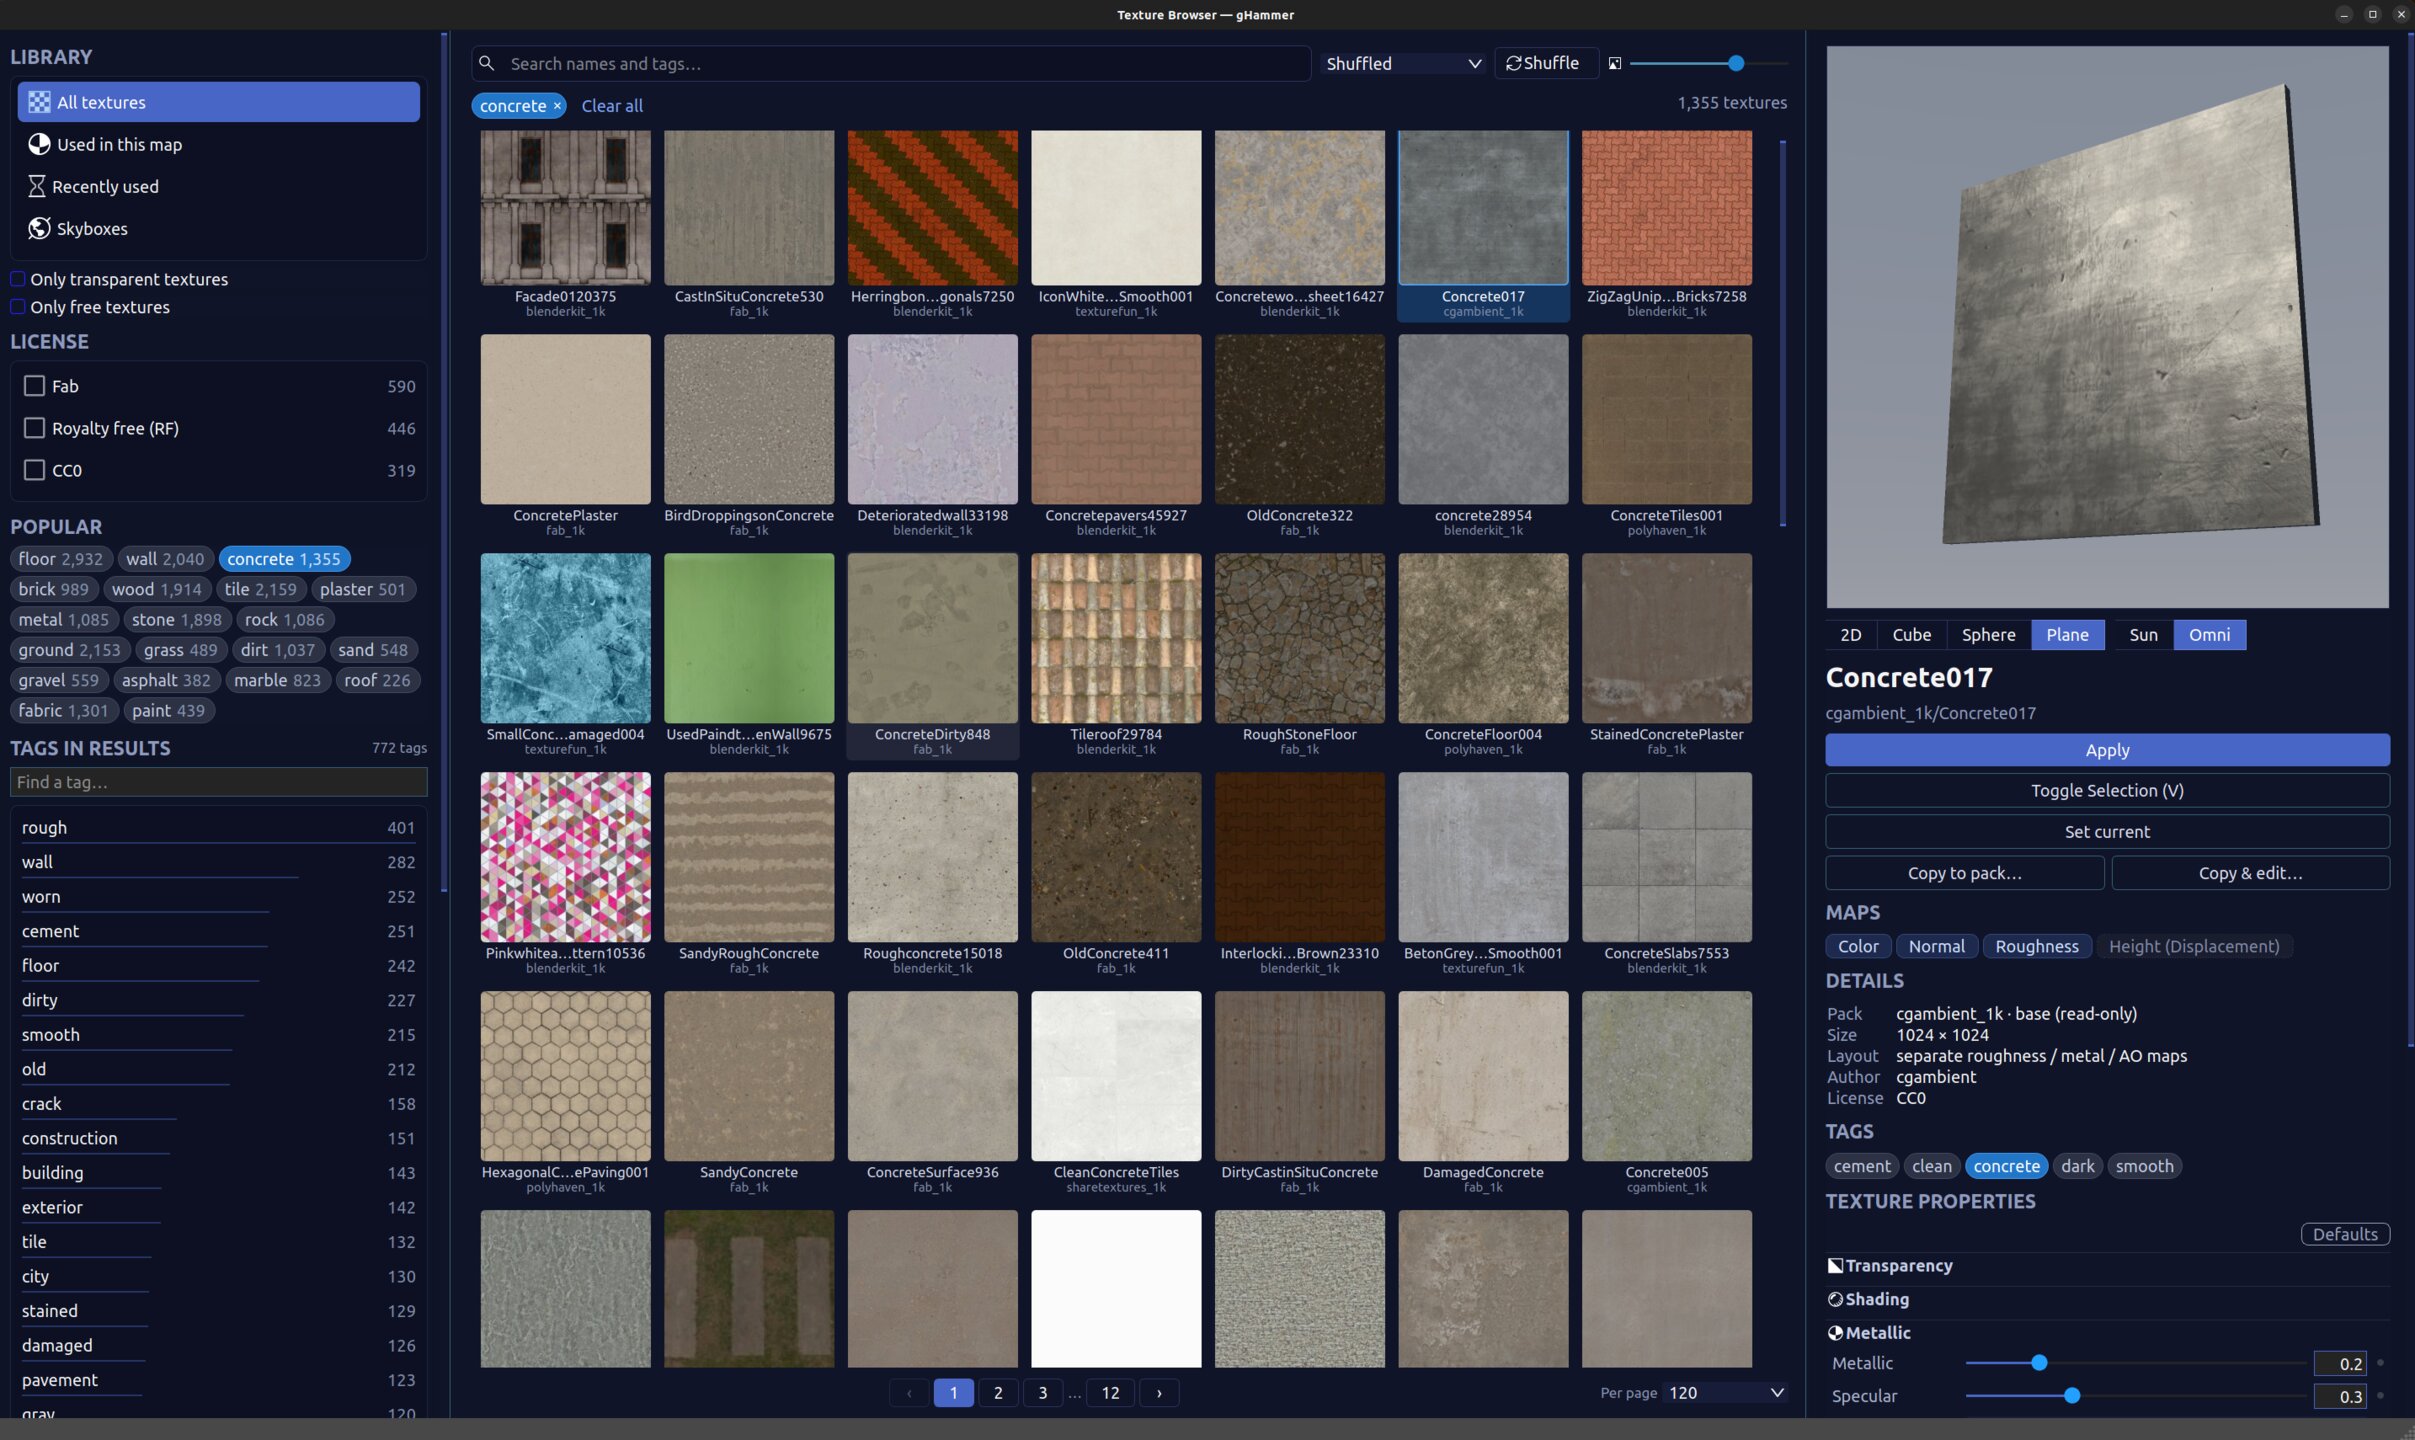 Texture Browser — gHammer
LIBRARY
All textures
Used in this map
Recently used
Skyboxes
Only transparent textures
Only free textures
LICENSE
Fab 590
Royalty free (RF) 446
CC0 319
POPULAR
floor 2,932 wall 2,040 concrete 1,355
brick 989 wood 1,914 tile 2,159 plaster 501
metal 1,085 stone 1,898 rock 1,086
ground 2,153 grass 489 dirt 1,037 sand 548
gravel 559 asphalt 382 marble 823 roof 226
fabric 1,301 paint 439
TAGS IN RESULTS 772 tags
Find a tag…
rough 401
wall 282
worn 252
cement 251
floor 242
dirty 227
smooth 215
old 212
crack 158
construction 151
building 143
exterior 142
tile 132
city 130
stained 129
damaged 126
pavement 123
gray 120
Search names and tags… Shuffled Shuffle
concrete × Clear all 1,355 textures
Facade0120375 CastInSituConcrete530 Herringbon…gonals7250 IconWhite…Smooth001 Concretewo…sheet16427 Concrete017 ZigZagUnip…Bricks7258
blenderkit_1k fab_1k blenderkit_1k texturefun_1k blenderkit_1k cgambient_1k blenderkit_1k
ConcretePlaster BirdDroppingsonConcrete Deterioratedwall33198 Concretepavers45927 OldConcrete322 concrete28954 ConcreteTiles001
fab_1k fab_1k blenderkit_1k blenderkit_1k fab_1k blenderkit_1k polyhaven_1k
SmallConc…amaged004 UsedPaindt…enWall9675 ConcreteDirty848 Tileroof29784 RoughStoneFloor ConcreteFloor004 StainedConcretePlaster
texturefun_1k blenderkit_1k fab_1k blenderkit_1k fab_1k polyhaven_1k fab_1k
Pinkwhitea…ttern10536 SandyRoughConcrete Roughconcrete15018 OldConcrete411 Interlocki…Brown23310 BetonGrey…Smooth001 ConcreteSlabs7553
blenderkit_1k fab_1k blenderkit_1k fab_1k blenderkit_1k texturefun_1k blenderkit_1k
HexagonalC…ePaving001 SandyConcrete ConcreteSurface936 CleanConcreteTiles DirtyCastinSituConcrete DamagedConcrete Concrete005
polyhaven_1k fab_1k fab_1k sharetextures_1k fab_1k fab_1k cgambient_1k
‹ 1 2 3 … 12 › Per page 120
2D Cube Sphere Plane Sun Omni
Concrete017
cgambient_1k/Concrete017
Apply
Toggle Selection (V)
Set current
Copy to pack… Copy & edit…
MAPS
Color Normal Roughness Height (Displacement)
DETAILS
Pack cgambient_1k · base (read-only)
Size 1024 × 1024
Layout separate roughness / metal / AO maps
Author cgambient
License CC0
TAGS
cement clean concrete dark smooth
TEXTURE PROPERTIES
Defaults
Transparency
Shading
Metallic
Metallic 0.2
Specular 0.3